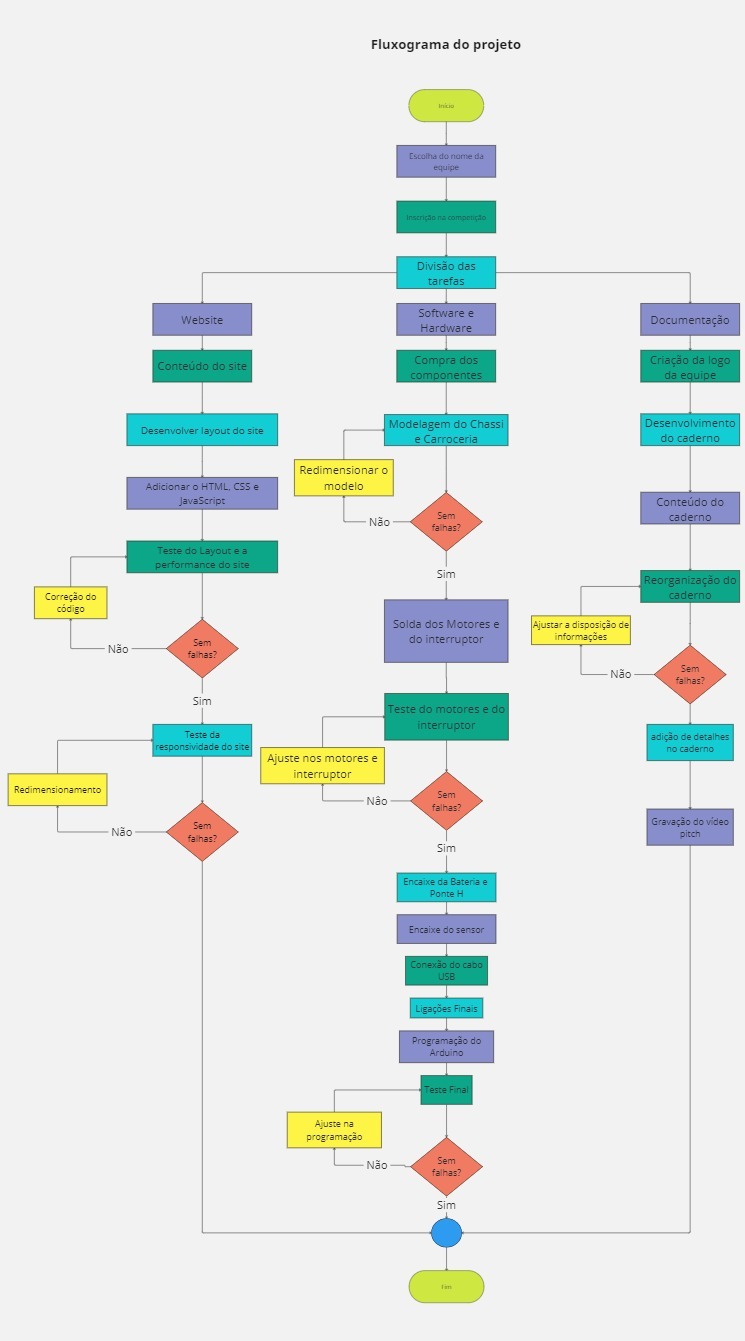 Fluxograma do projeto
Início
Escolha do nome da
equipe
Inscrição na competição
Divisão das
tarefas
Website
Conteúdo do site
Desenvolver layout do site
Adicionar o HTML, CSS e
JavaScript
Teste do Layout e a
performance do site
Correção do
código
Não
Sem
falhas?
Sim
Teste da
responsividade do site
Redimensionamento
Não
Sem
falhas?
Software e
Hardware
Compra dos
componentes
Modelagem do Chassi
e Carroceria
Redimensionar o
modelo
Não
Sem
falhas?
Sim
Solda dos Motores e
do interruptor
Teste do motores e do
interruptor
Ajuste nos motores e
interruptor
Não
Sem
falhas?
Sim
Encaixe da Bateria e
Ponte H
Encaixe do sensor
Conexão do cabo
USB
Ligações Finais
Programação do
Arduino
Teste Final
Ajuste na
programação
Não
Sem
falhas?
Sim
Documentação
Criação da logo
da equipe
Desenvolvimento
do caderno
Conteúdo do
caderno
Reorganização do
caderno
Ajustar a disposição de
informações
Não
Sem
falhas?
adição de detalhes
no caderno
Gravação do vídeo
pitch
Fim